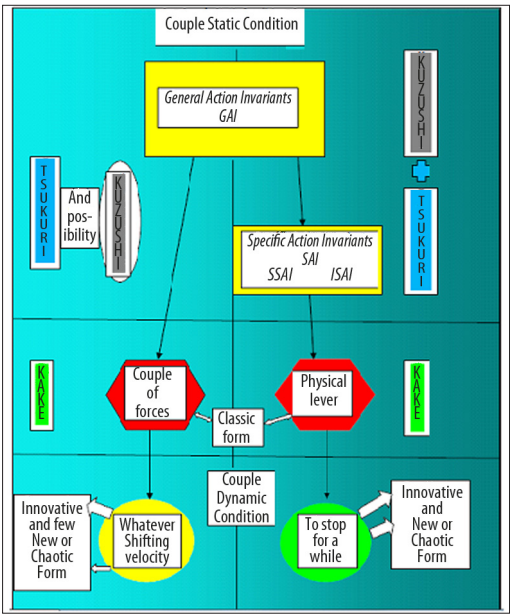 Couple Static Condition
General Action Invariants
GAI
KUZUSHI
TSUKURI
And
pos-
ibility
KUZUSHI
TSUKURI
Specific Action Invariants
SAI
SSAI ISAI
KAKE
Couple
of
forces
Physical
lever
KAKE
Classic
form
Couple
Dynamic
Condition
Innovative
and few
New or
Chaotic
Form
Whatever
Shifting
velocity
To stop
for a
while
Innovative
and
New or
Chaotic
Form